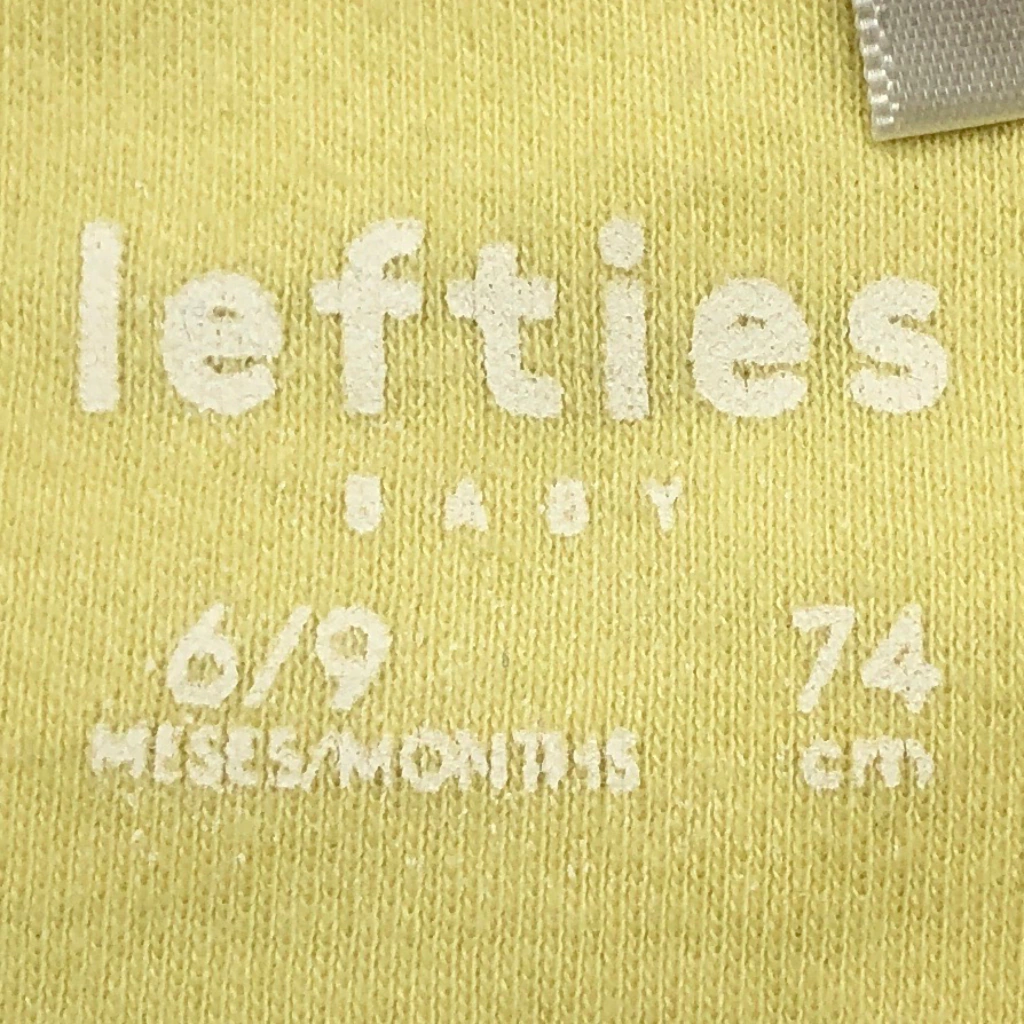 lefties
BABY
6/9 74
MESES/MONTHS cm